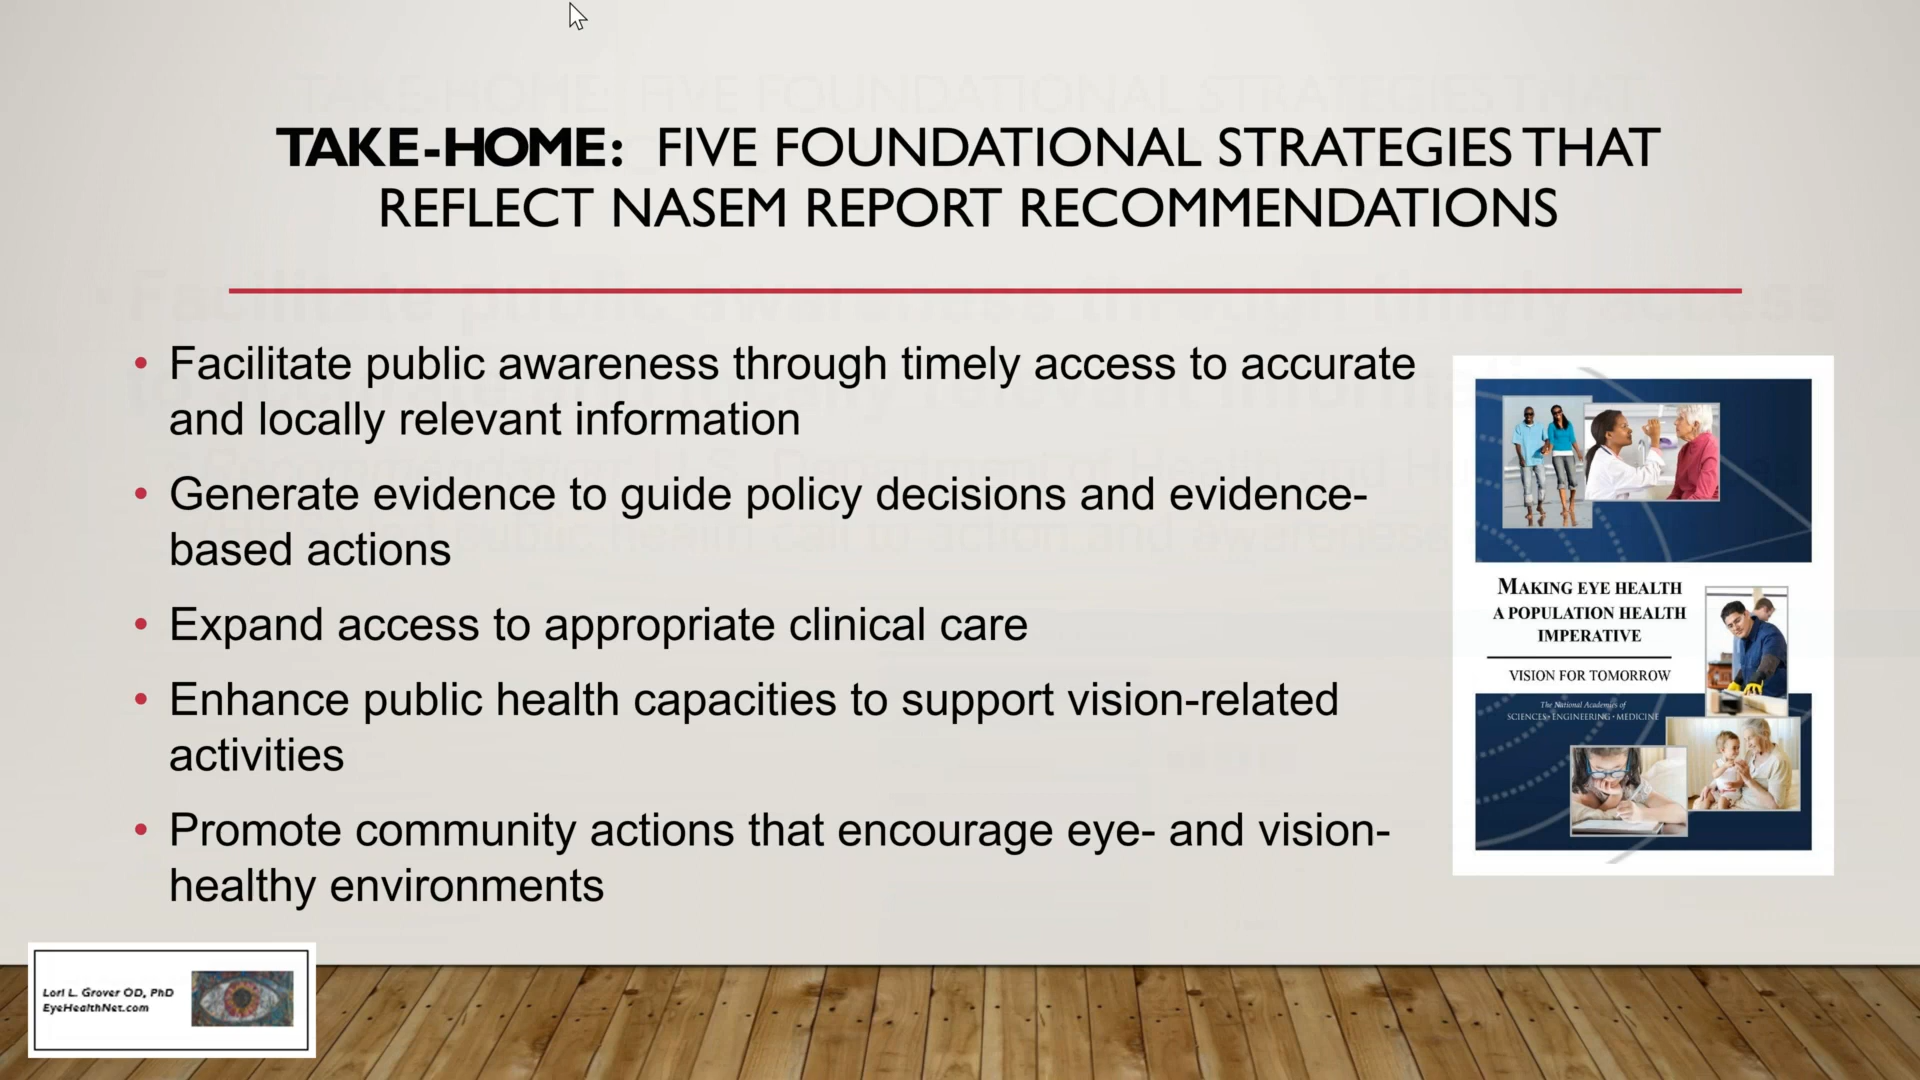 TAKE-HOME: FIVE FOUNDATIONAL STRATEGIES THAT
REFLECT NASEM REPORT RECOMMENDATIONS
• Facilitate public awareness through timely access to accurate
and locally relevant information
• Generate evidence to guide policy decisions and evidence-
based actions
• Expand access to appropriate clinical care
• Enhance public health capacities to support vision-related
activities
• Promote community actions that encourage eye- and vision-
healthy environments
MAKING EYE HEALTH
A POPULATION HEALTH
IMPERATIVE
VISION FOR TOMORROW
The National Academies of
SCIENCES • ENGINEERING • MEDICINE
Lori L. Grover OD, PhD
EyeHealthNet.com